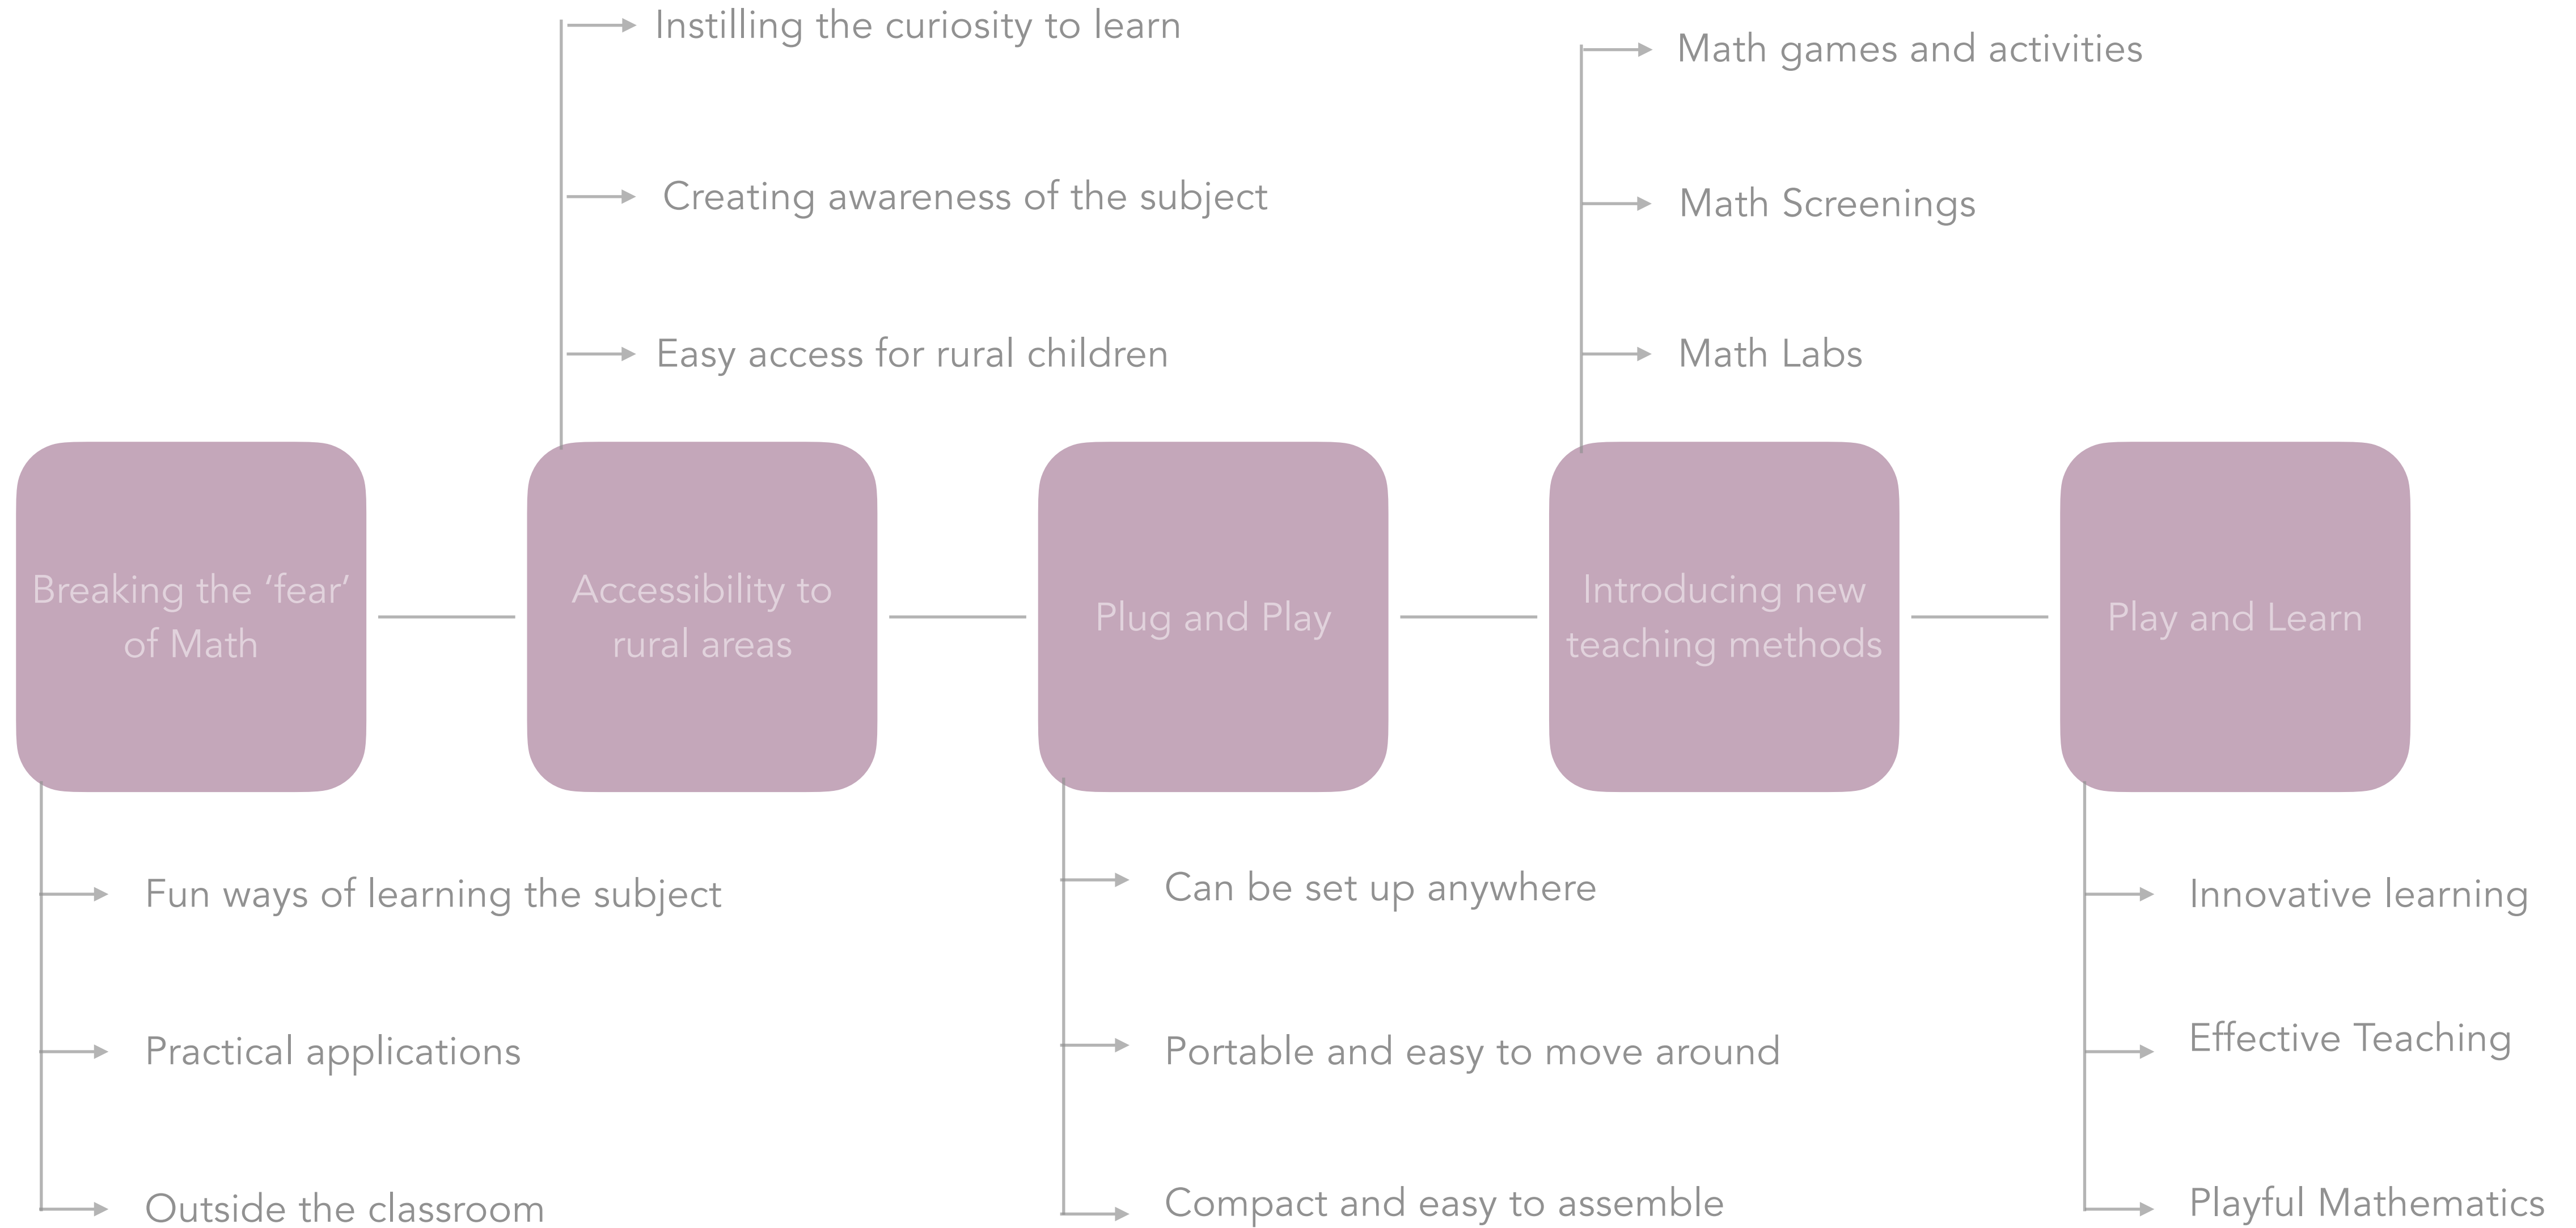 Instilling the curiosity to learn
Creating awareness of the subject
Easy access for rural children
Math games and activities
Math Screenings
Math Labs
Breaking the ‘fear’
of Math
Accessibility to
rural areas
Plug and Play
Introducing new
teaching methods
Play and Learn
Fun ways of learning the subject
Practical applications
Outside the classroom
Can be set up anywhere
Portable and easy to move around
Compact and easy to assemble
Innovative learning
Effective Teaching
Playful Mathematics